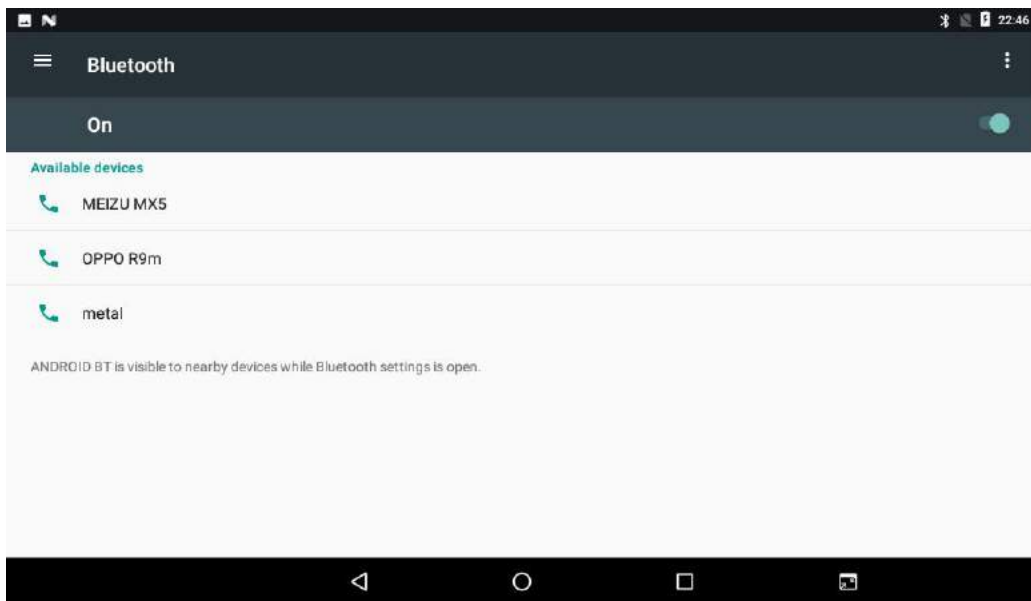 22:46
Bluetooth
On
Available devices
MEIZU MX5
OPPO R9m
metal
ANDROID BT is visible to nearby devices while Bluetooth settings is open.